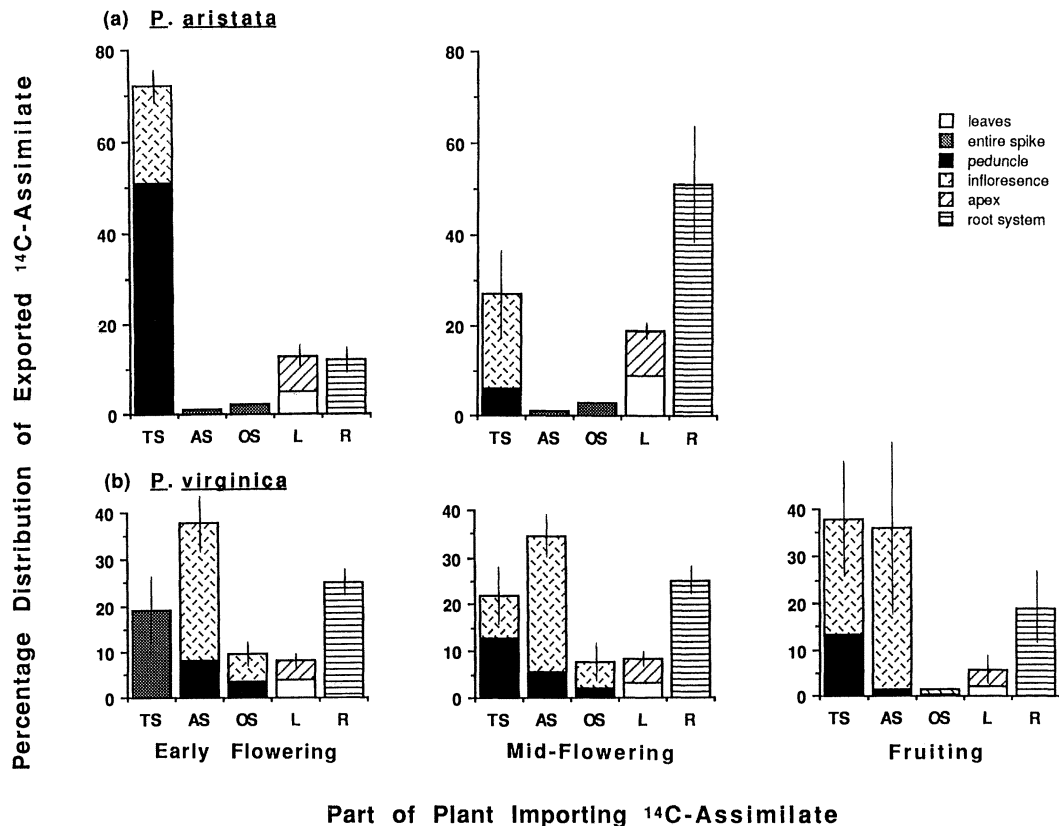 (a) P. aristata
Percentage Distribution of Exported ¹⁴C-Assimilate
80
60
40
20
0
TS AS OS L R
80
60
40
20
0
TS AS OS L R
leaves
entire spike
peduncle
infloresence
apex
root system
(b) P. virginica
40
30
20
10
0
TS AS OS L R
Early Flowering
40
30
20
10
0
TS AS OS L R
Mid-Flowering
40
30
20
10
0
TS AS OS L R
Fruiting
Part of Plant Importing ¹⁴C-Assimilate